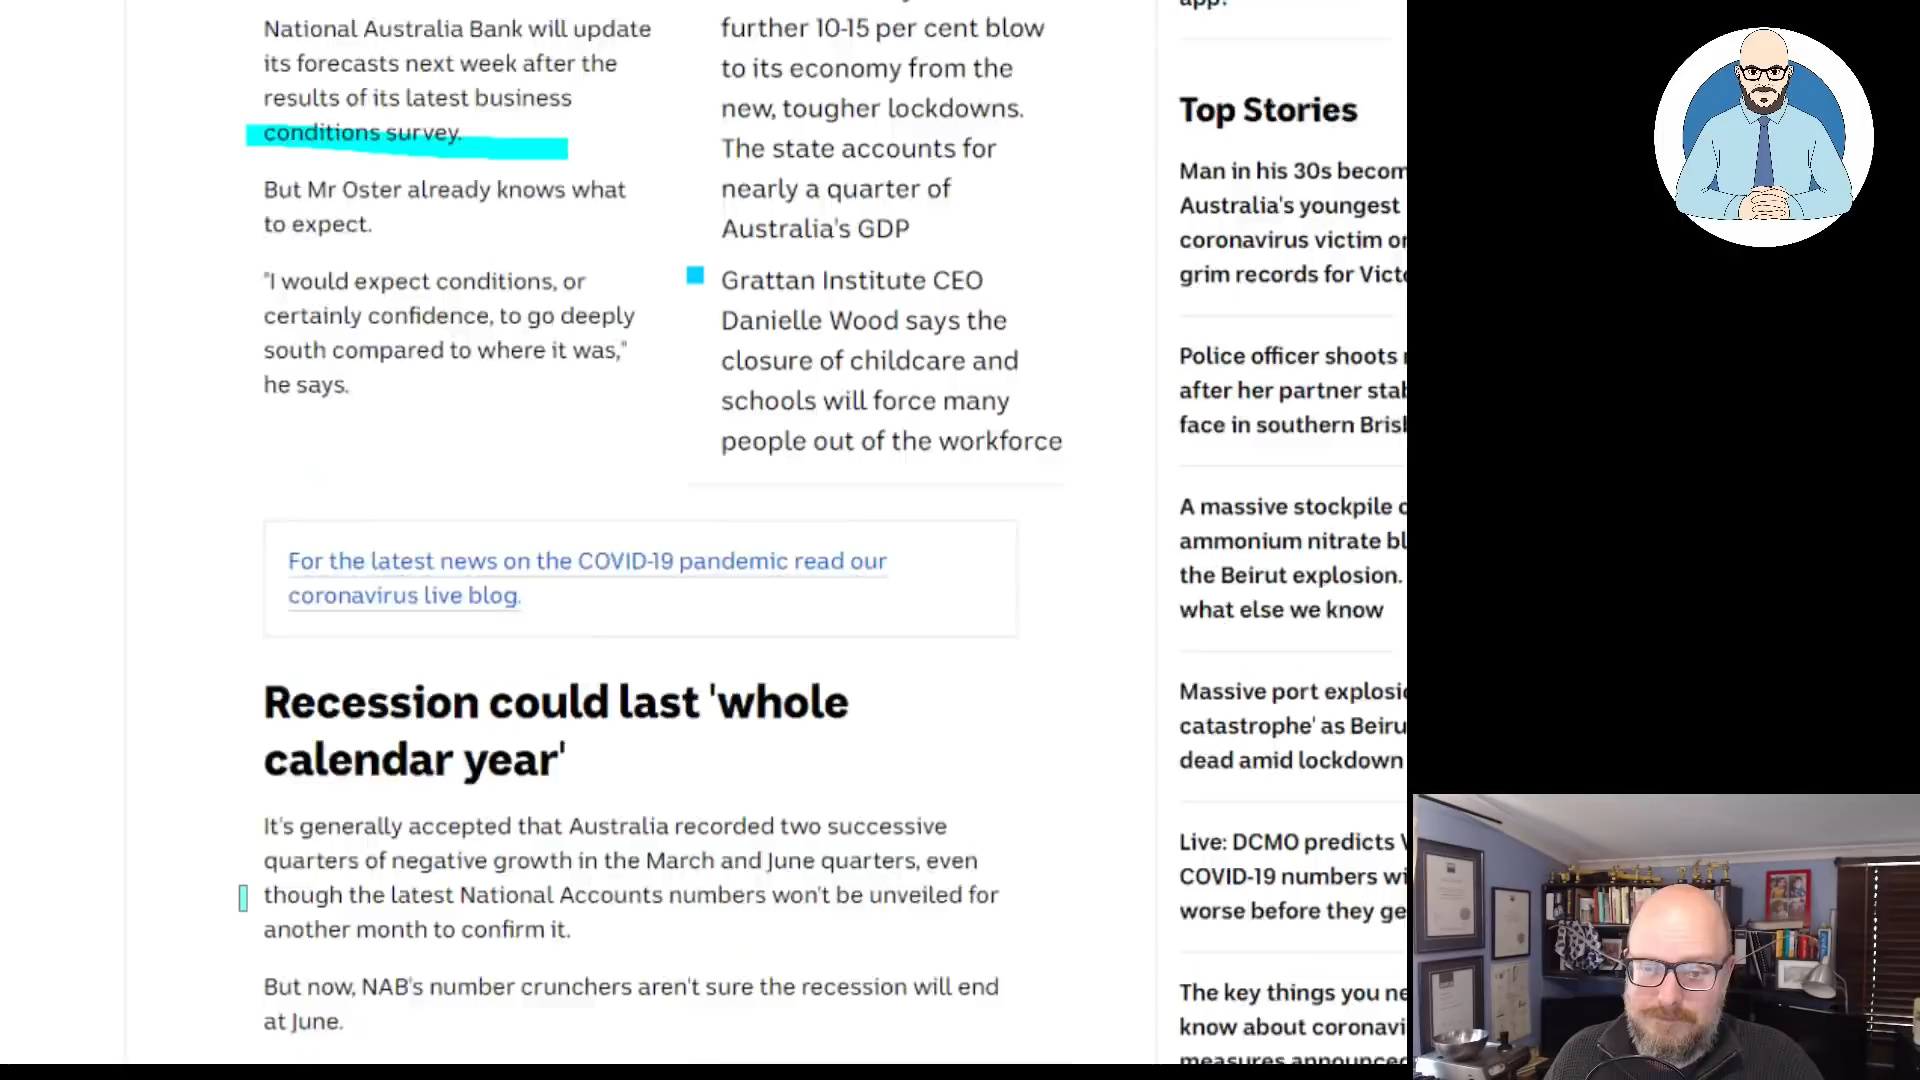 National Australia Bank will update
its forecasts next week after the
results of its latest business
conditions survey.
But Mr Oster already knows what
to expect.
"I would expect conditions, or
certainly confidence, to go deeply
south compared to where it was,"
he says.
further 10-15 per cent blow
to its economy from the
new, tougher lockdowns.
The state accounts for
nearly a quarter of
Australia's GDP
Grattan Institute CEO
Danielle Wood says the
closure of childcare and
schools will force many
people out of the workforce
For the latest news on the COVID-19 pandemic read our
coronavirus live blog.
Recession could last 'whole
calendar year'
It's generally accepted that Australia recorded two successive
quarters of negative growth in the March and June quarters, even
though the latest National Accounts numbers won't be unveiled for
another month to confirm it.
But now, NAB's number crunchers aren't sure the recession will end
at June.
app?
Top Stories
Man in his 30s becom
Australia's youngest
coronavirus victim or
grim records for Victo
Police officer shoots
after her partner stab
face in southern Brisb
A massive stockpile o
ammonium nitrate bl
the Beirut explosion.
what else we know
Massive port explosio
catastrophe' as Beiru
dead amid lockdown
Live: DCMO predicts V
COVID-19 numbers wi
worse before they ge
The key things you ne
know about coronavi
measures announced